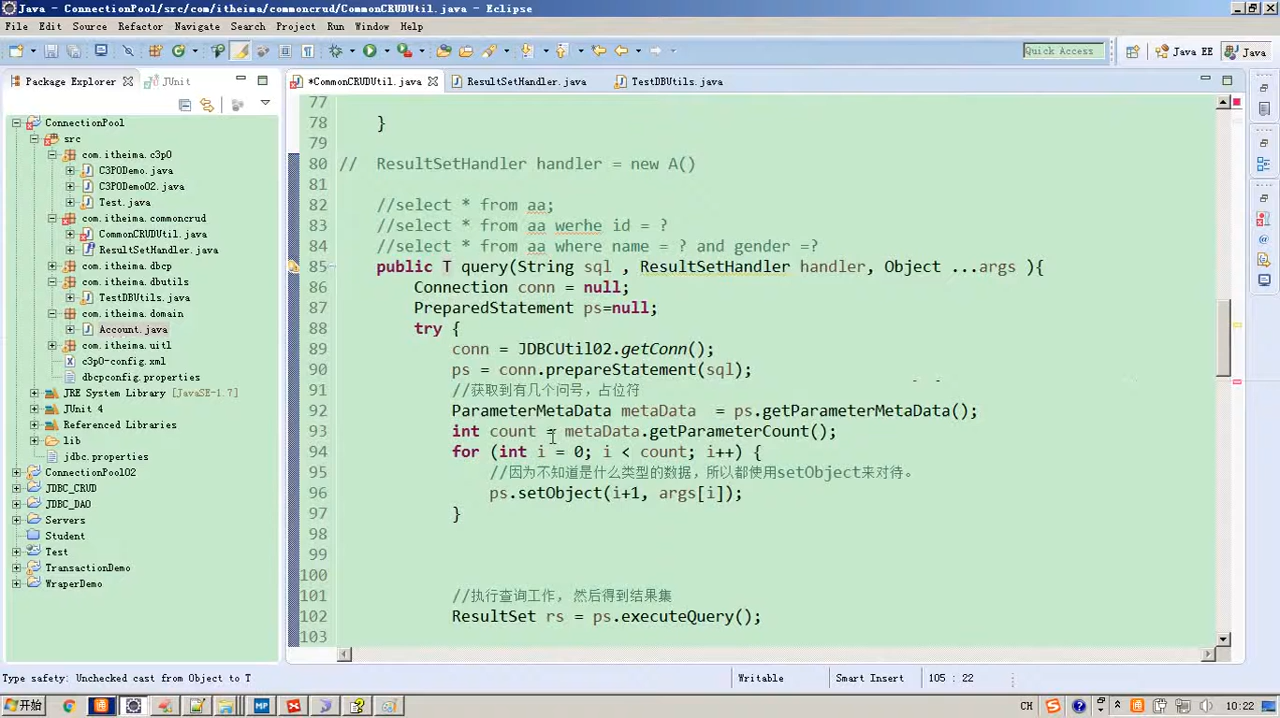 Java - ConnectionPool/src/com/itheima/commoncrud/CommonCRUDUtil.java - Eclipse
File Edit Source Refactor Navigate Search Project Run Window Help
Quick Access
Java EE
Java
Package Explorer
JUnit
*CommonCRUDUtil.java
ResultSetHandler.java
TestDBUtils.java
ConnectionPool
src
com.itheima.c3p0
C3P0Demo.java
C3P0Demo02.java
Test.java
com.itheima.commoncrud
CommonCRUDUtil.java
ResultSetHandler.java
com.itheima.dbcp
com.itheima.dbutils
TestDBUtils.java
com.itheima.domain
Account.java
com.itheima.uitl
c3p0-config.xml
dbcpconfig.properties
JRE System Library [JavaSE-1.7]
JUnit 4
Referenced Libraries
lib
jdbc.properties
ConnectionPool02
JDBC_CRUD
JDBC_DAO
Servers
Student
Test
TransactionDemo
WraperDemo
77
78 }
79
80 // ResultSetHandler handler = new A()
81
82 //select * from aa;
83 //select * from aa werhe id = ?
84 //select * from aa where name = ? and gender =?
85 public T query(String sql , ResultSetHandler handler, Object ...args ){
86 Connection conn = null;
87 PreparedStatement ps=null;
88 try {
89 conn = JDBCUtil02.getConn();
90 ps = conn.prepareStatement(sql);
91 //获取到有几个问号，占位符
92 ParameterMetaData metaData  = ps.getParameterMetaData();
93 int count = metaData.getParameterCount();
94 for (int i = 0; i < count; i++) {
95 //因为不知道是什么类型的数据，所以都使用setObject来对待。
96 ps.setObject(i+1, args[i]);
97 }
98
99
100
101 //执行查询工作，然后得到结果集
102 ResultSet rs = ps.executeQuery();
103
Type safety: Unchecked cast from Object to T
Writable
Smart Insert
105 : 22
开始
CH
10:22